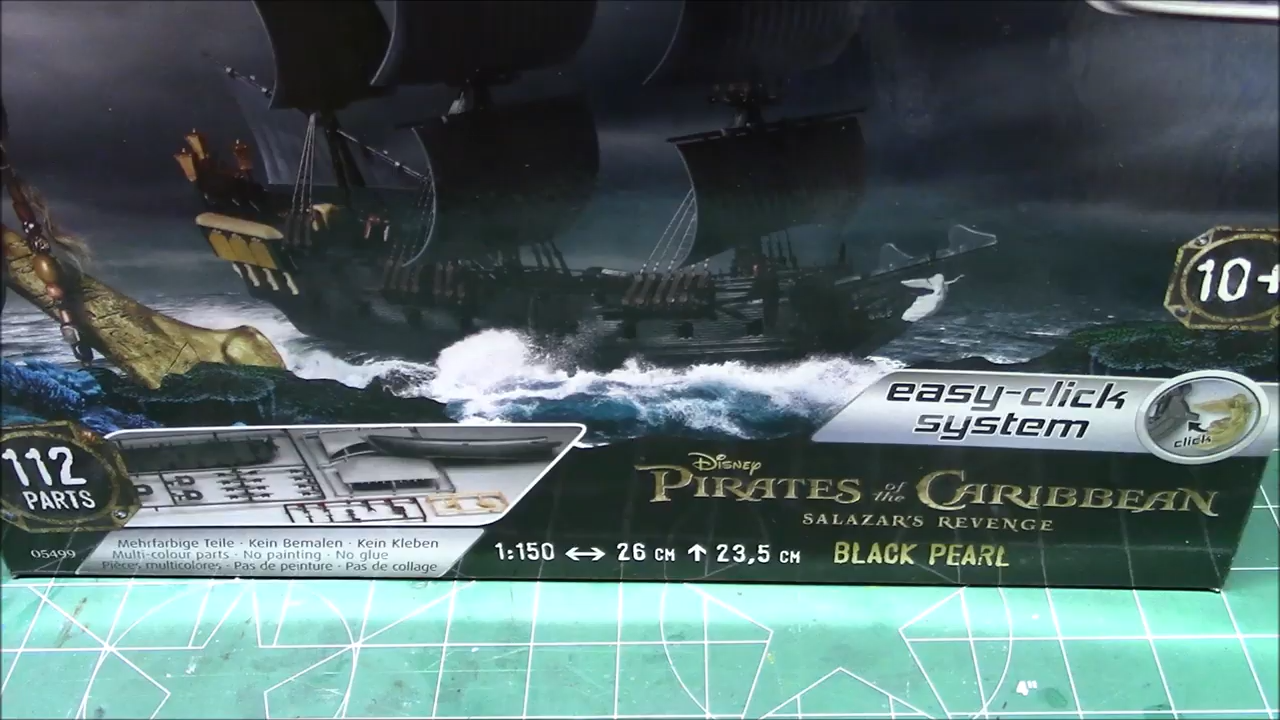 10+
easy-click
system
click
112
PARTS
DISNEY
PIRATES of the CARIBBEAN
SALAZAR'S REVENGE
05499
Mehrfarbige Teile · Kein Bemalen · Kein Kleben
Multi-colour parts · No painting · No glue
Pièces multicolores · Pas de peinture · Pas de collage
1:150 ↔ 26 CM ↑ 23,5 CM BLACK PEARL
4"